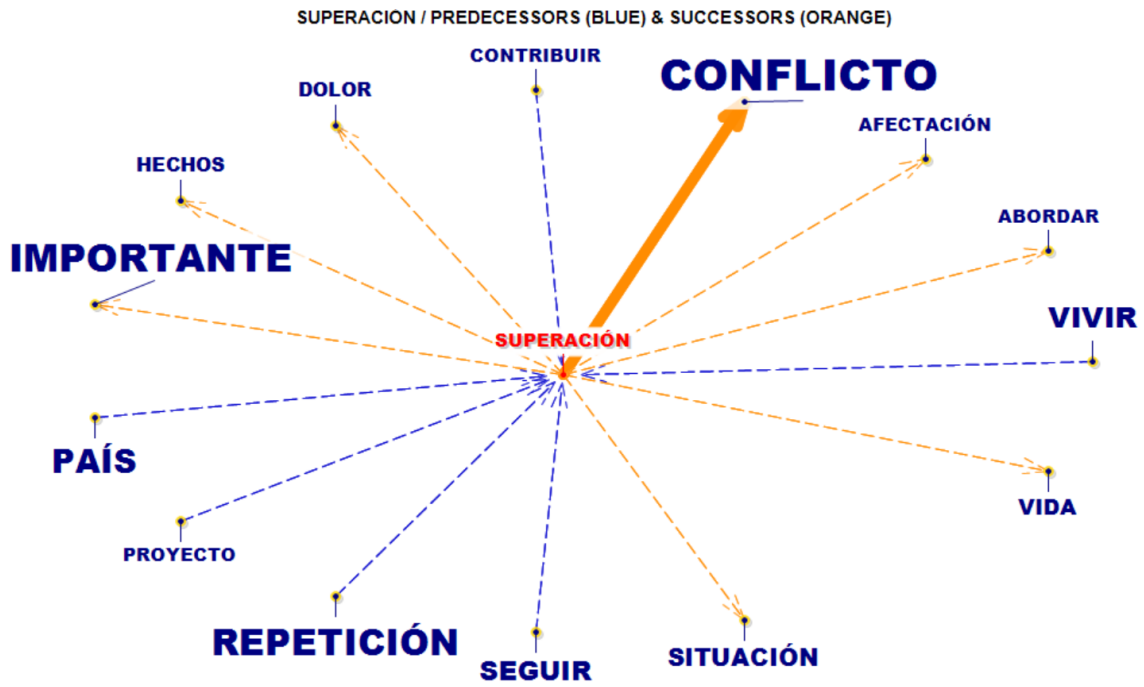 SUPERACIÓN / PREDECESSORS (BLUE) & SUCCESSORS (ORANGE)
CONTRIBUIR
CONFLICTO
DOLOR
AFECTACIÓN
HECHOS
ABORDAR
IMPORTANTE
VIVIR
SUPERACIÓN
PAÍS
VIDA
PROYECTO
REPETICIÓN
SITUACIÓN
SEGUIR